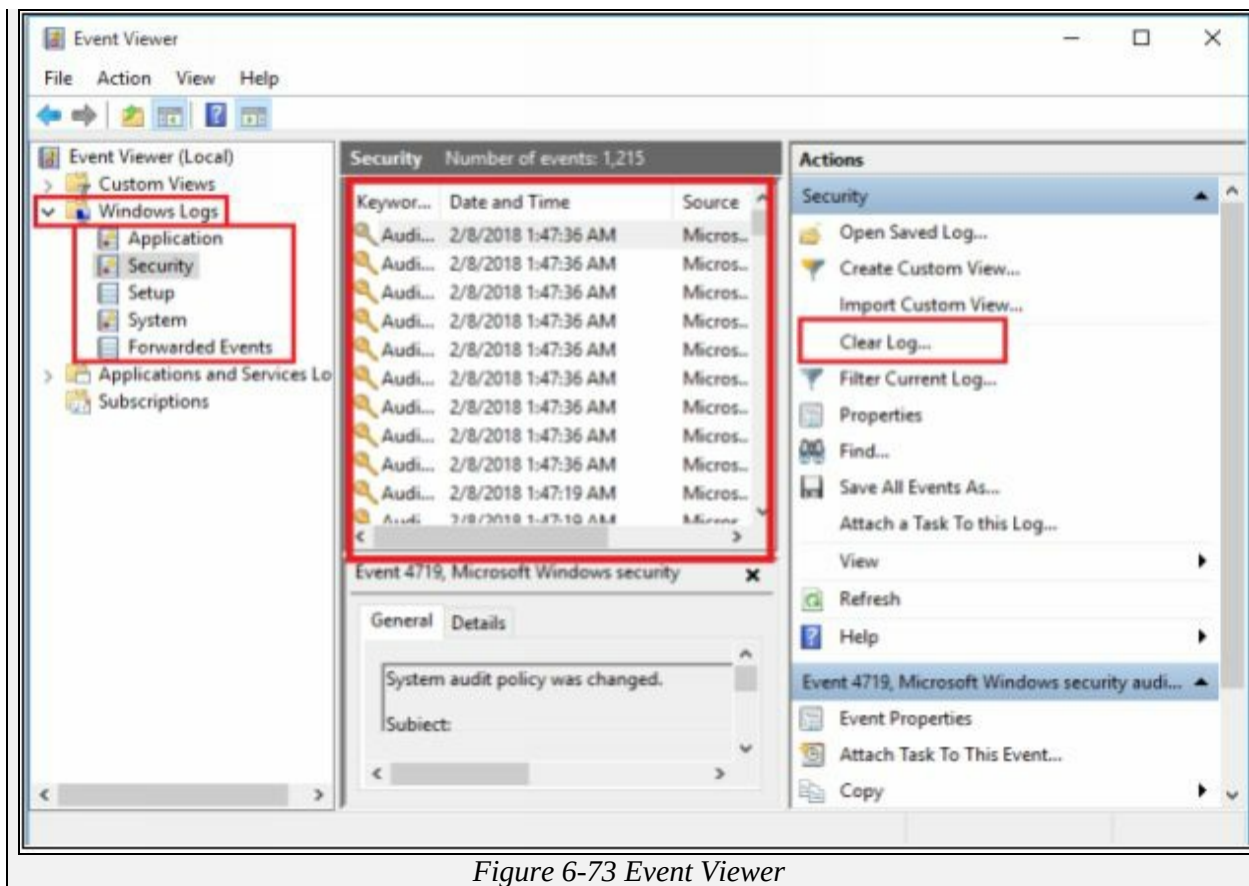 Event Viewer
File Action View Help
Event Viewer (Local)
Custom Views
Windows Logs
Application
Security
Setup
System
Forwarded Events
Applications and Services Lo
Subscriptions
Security Number of events: 1,215
Keywor... Date and Time Source
Audi... 2/8/2018 1:47:36 AM Micros...
Audi... 2/8/2018 1:47:36 AM Micros...
Audi... 2/8/2018 1:47:36 AM Micros...
Audi... 2/8/2018 1:47:36 AM Micros...
Audi... 2/8/2018 1:47:36 AM Micros...
Audi... 2/8/2018 1:47:36 AM Micros...
Audi... 2/8/2018 1:47:36 AM Micros...
Audi... 2/8/2018 1:47:36 AM Micros...
Audi... 2/8/2018 1:47:19 AM Micros...
Audi... 2/8/2018 1:47:19 AM Micros...
Event 4719, Microsoft Windows security
General Details
System audit policy was changed.
Subject:
Actions
Security
Open Saved Log...
Create Custom View...
Import Custom View...
Clear Log...
Filter Current Log...
Properties
Find...
Save All Events As...
Attach a Task To this Log...
View
Refresh
Help
Event 4719, Microsoft Windows security audi...
Event Properties
Attach Task To This Event...
Copy
Figure 6-73 Event Viewer